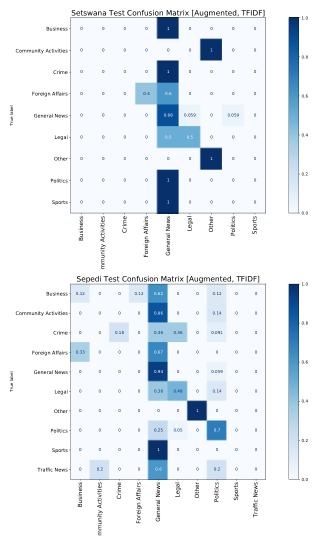 Setswana Test Confusion Matrix [Augmented, TFIDF]
Business 0 0 0 0 1 0 0 0 0
Community Activities 0 0 0 0 0 0 1 0 0
Crime 0 0 0 0 1 0 0 0 0
Foreign Affairs 0 0 0 0.4 0.6 0 0 0 0
General News 0 0 0 0 0.88 0.059 0 0.059 0
Legal 0 0 0 0 0.5 0.5 0 0 0
Other 0 0 0 0 0 0 1 0 0
Politics 0 0 0 0 1 0 0 0 0
Sports 0 0 0 0 1 0 0 0 0
True label
Business
mmunity Activities
Crime
Foreign Affairs
General News
Legal
Other
Politics
Sports
1.0
0.8
0.6
0.4
0.2
0.0
Sepedi Test Confusion Matrix [Augmented, TFIDF]
Business 0.12 0 0 0.12 0.62 0 0 0.12 0 0
Community Activities 0 0 0 0 0.86 0 0 0.14 0 0
Crime 0 0 0.18 0 0.36 0.36 0 0.091 0 0
Foreign Affairs 0.33 0 0 0 0.67 0 0 0 0 0
General News 0 0 0 0 0.93 0 0 0.059 0 0
Legal 0 0 0 0 0.36 0.48 0 0.14 0 0
Other 0 0 0 0 0 0 1 0 0 0
Politics 0 0 0 0 0.25 0.05 0 0.7 0 0
Sports 0 0 0 0 1 0 0 0 0 0
Traffic News 0 0.2 0 0 0.6 0 0 0.2 0 0
True label
Business
mmunity Activities
Crime
Foreign Affairs
General News
Legal
Other
Politics
Sports
Traffic News
1.0
0.8
0.6
0.4
0.2
0.0